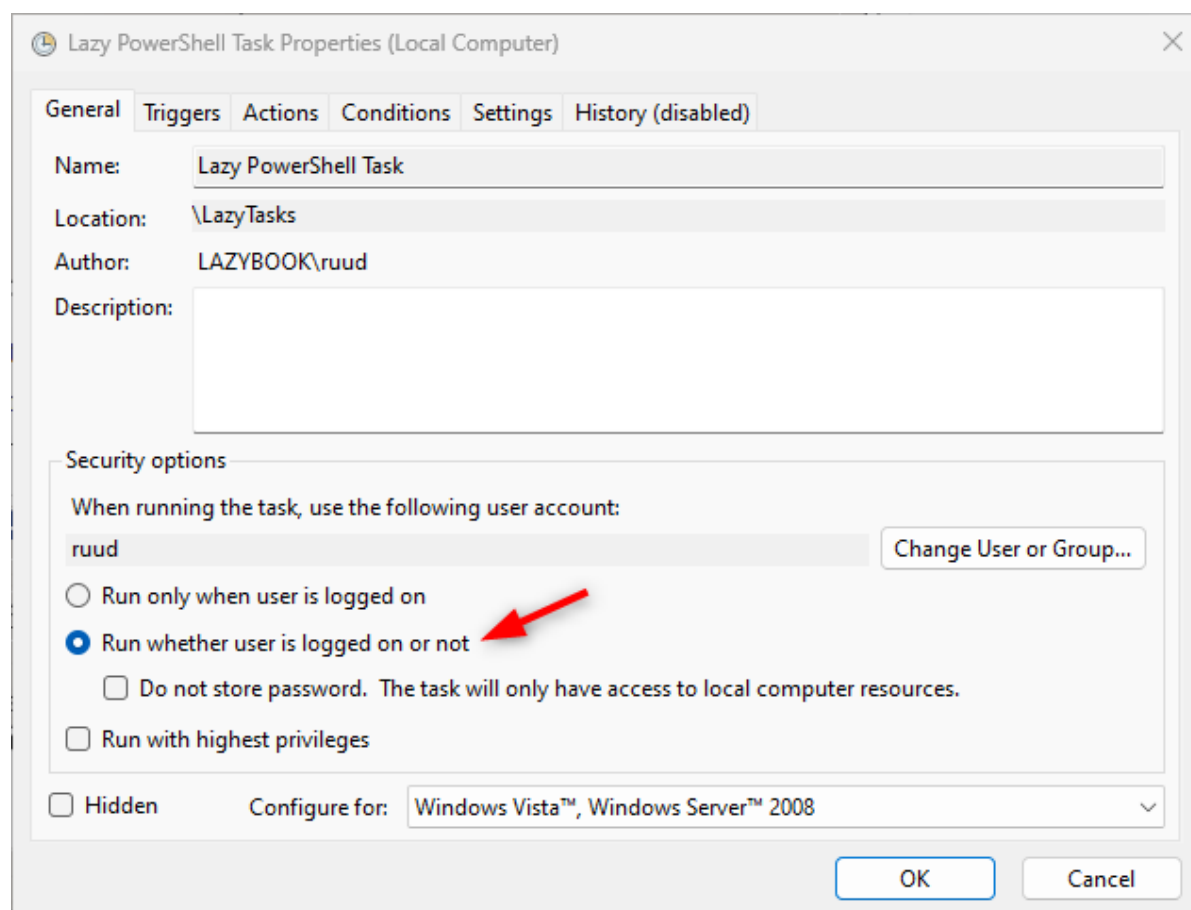 Lazy PowerShell Task Properties (Local Computer)
General Triggers Actions Conditions Settings History (disabled)
Name: Lazy PowerShell Task
Location: \LazyTasks
Author: LAZYBOOK\ruud
Description:
Security options
When running the task, use the following user account:
ruud Change User or Group...
Run only when user is logged on
Run whether user is logged on or not
Do not store password. The task will only have access to local computer resources.
Run with highest privileges
Hidden Configure for: Windows Vista™, Windows Server™ 2008
OK Cancel